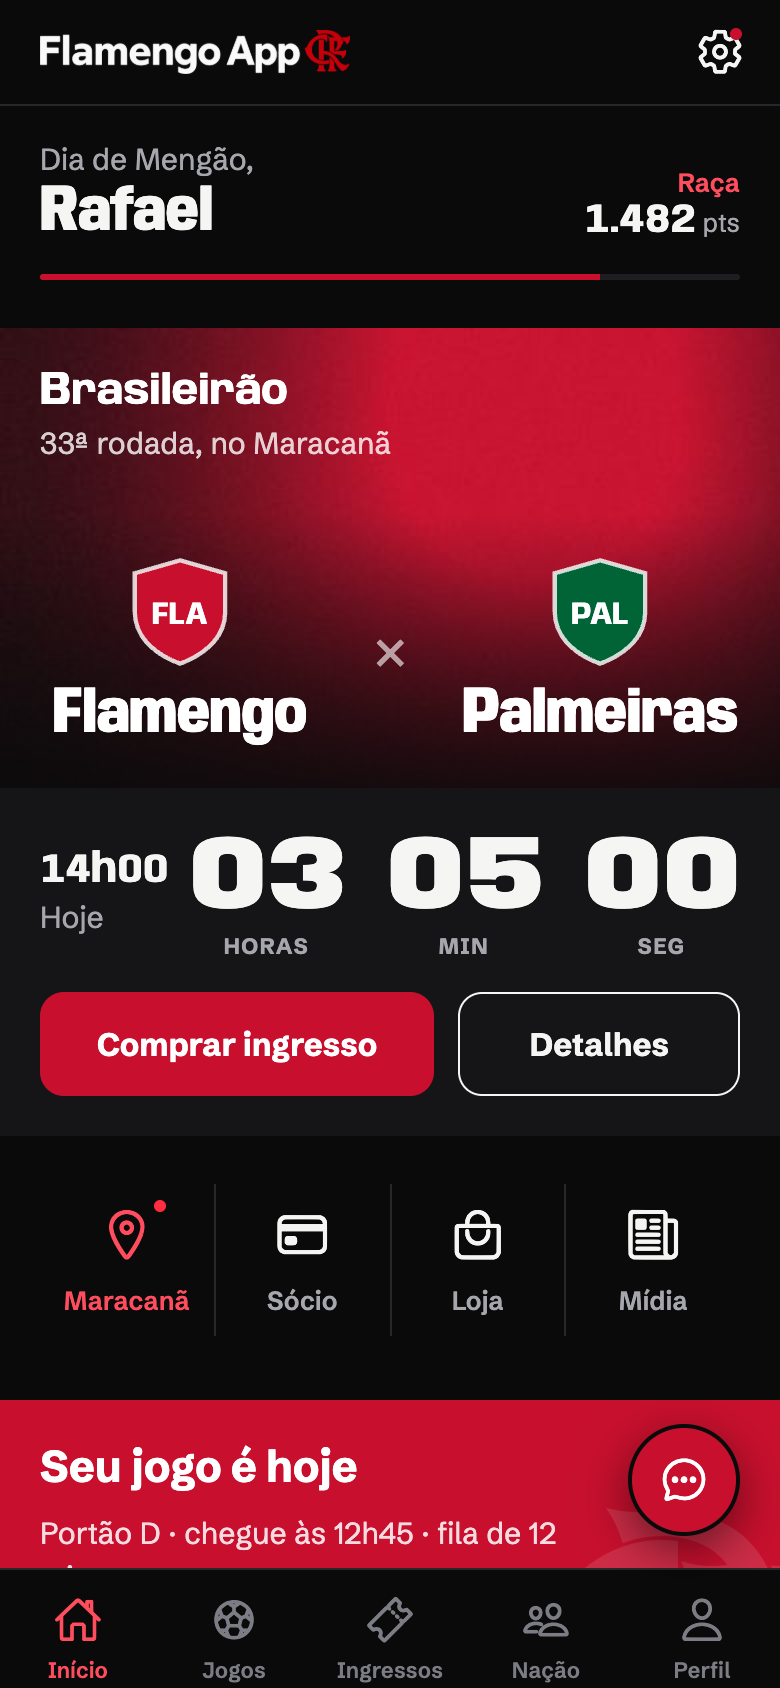 Flamengo App
Dia de Mengão,
Rafael
Raça
1.482 pts
Brasileirão
33ª rodada, no Maracanã
FLA
PAL
×
Flamengo
Palmeiras
14h00
Hoje
03 05 00
HORAS MIN SEG
Comprar ingresso
Detalhes
Maracanã
Sócio
Loja
Mídia
Seu jogo é hoje
Portão D · chegue às 12h45 · fila de 12
Início
Jogos
Ingressos
Nação
Perfil